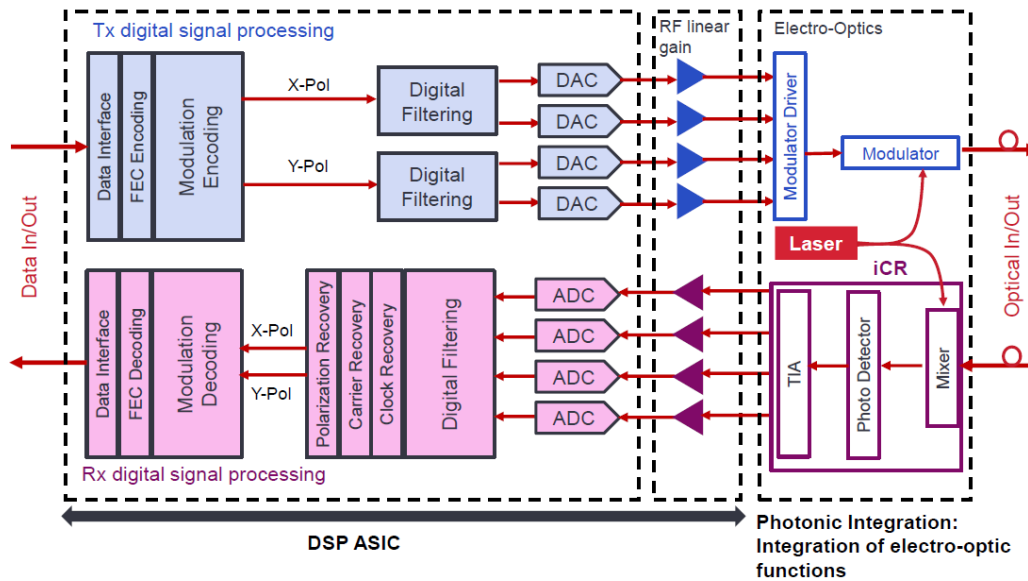 Tx digital signal processing
RF linear
gain
Electro-Optics
Data Interface
FEC Encoding
Modulation
Encoding
X-Pol
Y-Pol
Digital
Filtering
Digital
Filtering
DAC
DAC
DAC
DAC
Modulator Driver
Modulator
Laser
iCR
Data In/Out
Optical In/Out
Data Interface
FEC Decoding
Modulation
Decoding
X-Pol
Y-Pol
Polarization Recovery
Carrier Recovery
Clock Recovery
Digital Filtering
ADC
ADC
ADC
ADC
TIA
Photo Detector
Mixer
Rx digital signal processing
DSP ASIC
Photonic Integration:
Integration of electro-optic
functions